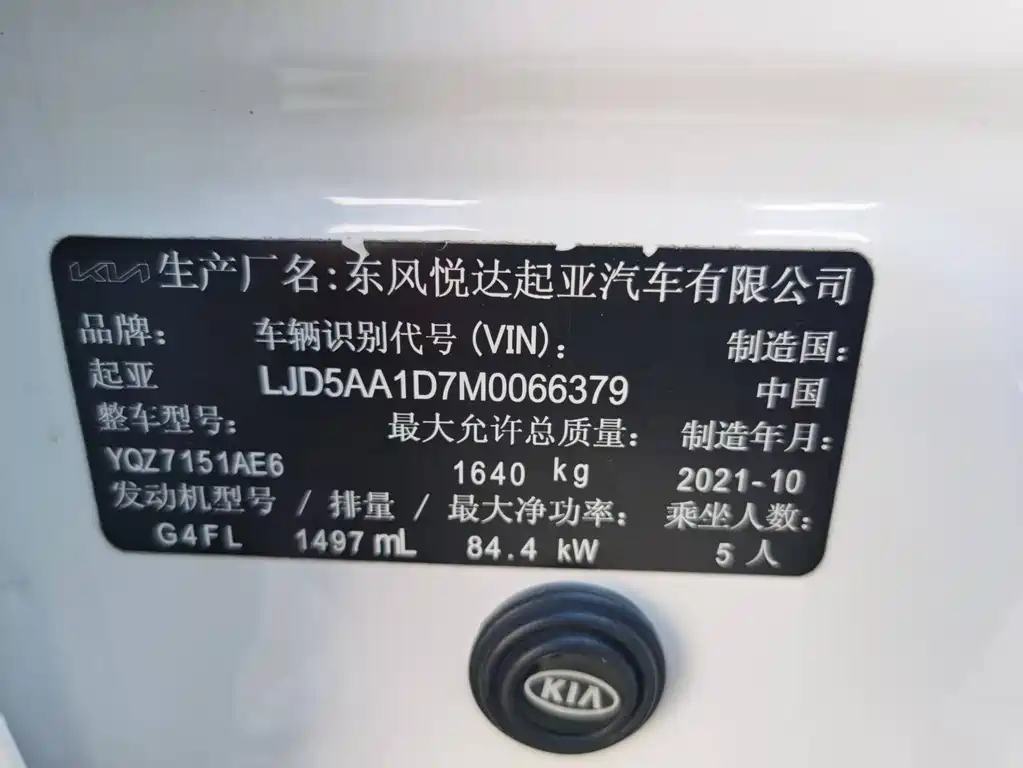 KIA 生产厂名:东风悦达起亚汽车有限公司
品牌: 车辆识别代号(VIN): 制造国:
起亚 LJD5AA1D7M0066379 中国
整车型号: 最大允许总质量: 制造年月:
YQZ7151AE6 1640 kg 2021-10
发动机型号 / 排量 / 最大净功率: 乘坐人数:
G4FL 1497 mL 84.4 kW 5 人
KIA